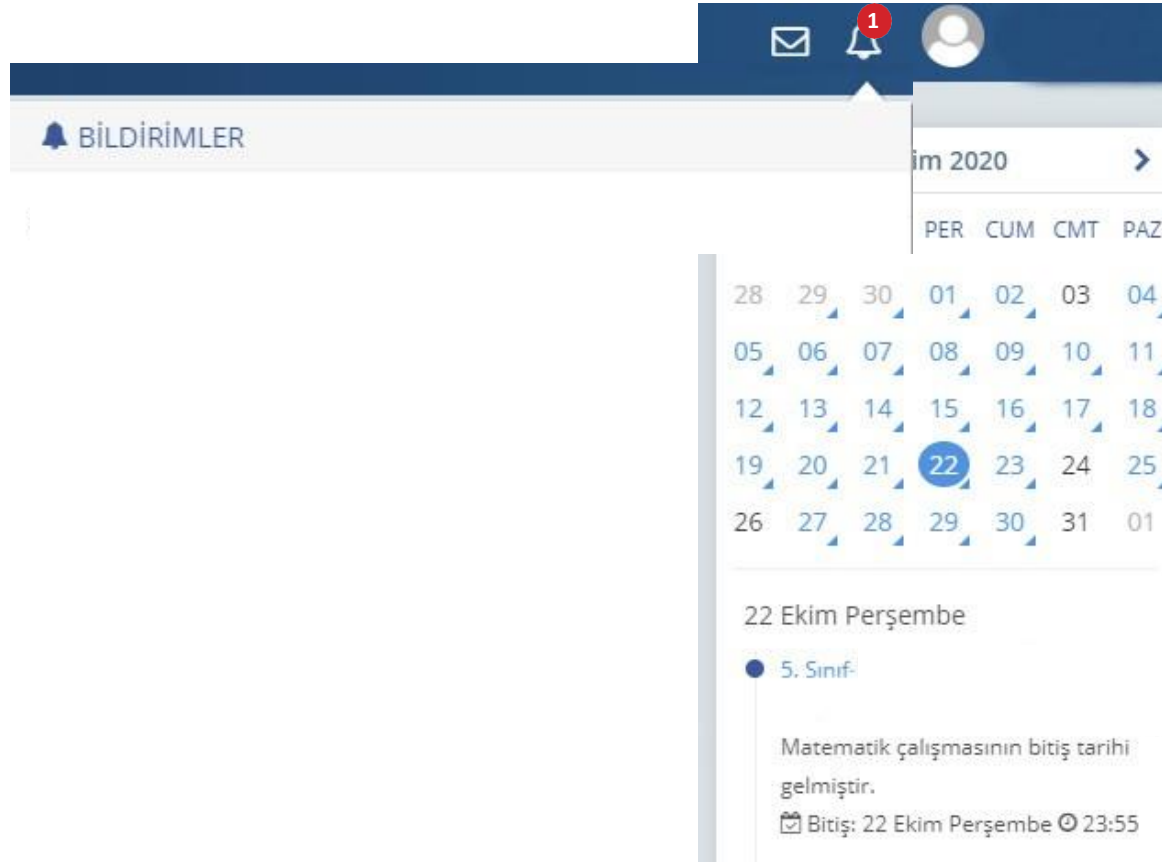 1
BİLDİRİMLER
im 2020
PER CUM CMT PAZ
28 29 30 01 02 03 04
05 06 07 08 09 10 11
12 13 14 15 16 17 18
19 20 21 22 23 24 25
26 27 28 29 30 31 01
22 Ekim Perşembe
5. Sınıf-
Matematik çalışmasının bitiş tarihi
gelmiştir.
Bitiş: 22 Ekim Perşembe 23:55